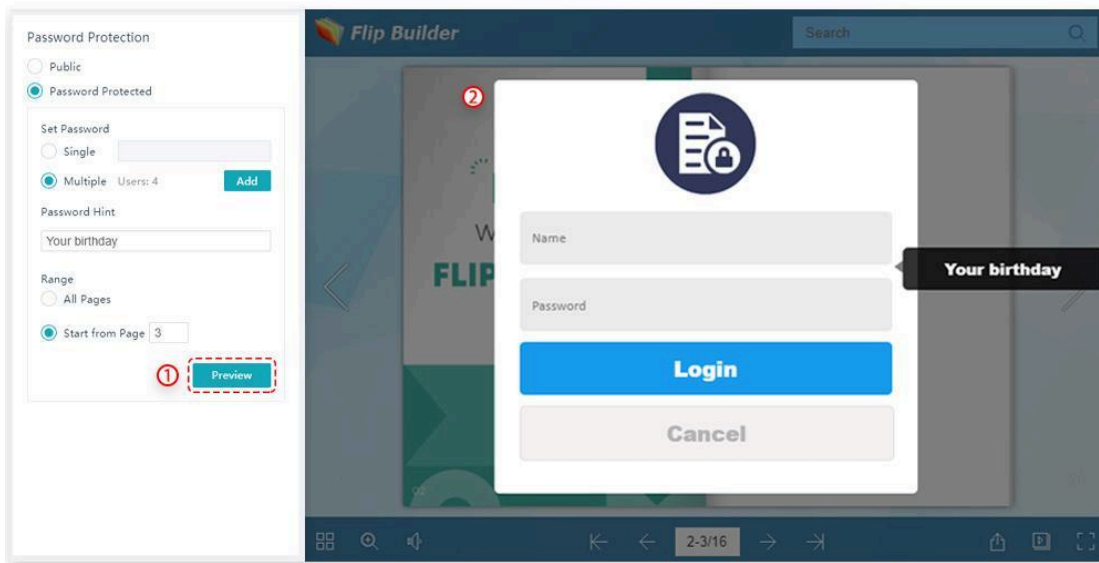 Password Protection
Public
Password Protected
Set Password
Single
Multiple Users: 4 Add
Password Hint
Your birthday
Range
All Pages
Start from Page 3
① Preview
Flip Builder
Search
②
W
FLIP
Name
Password
Your birthday
Login
Cancel
02
2-3/16